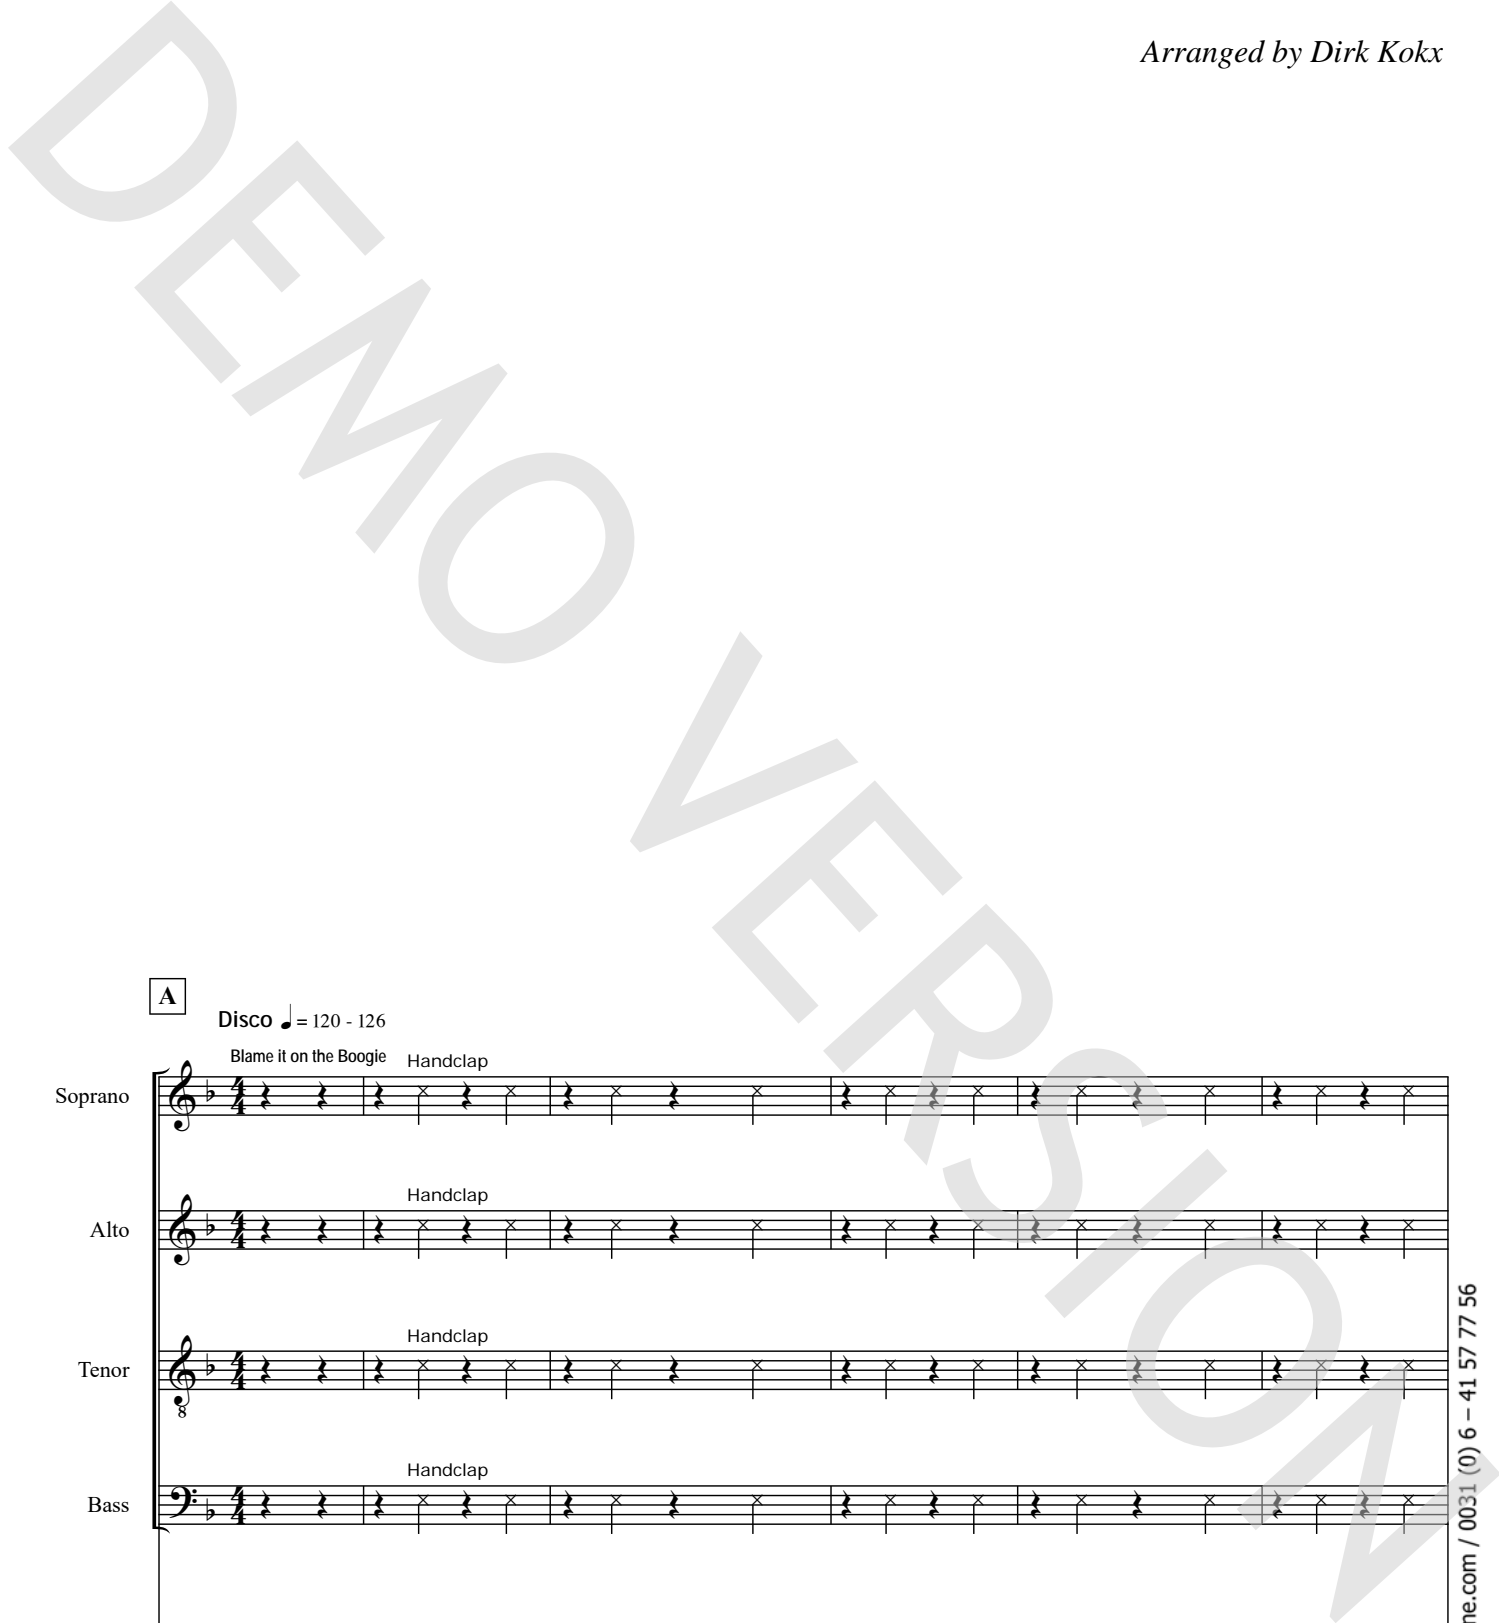 Arranged by Dirk Kokx
DEMO VERSION
A
Disco ♩ = 120 - 126
Blame it on the Boogie
Handclap
Soprano
Handclap
Alto
Handclap
Tenor
8
Handclap
Bass
ne.com / 0031 (0) 6 – 41 57 77 56